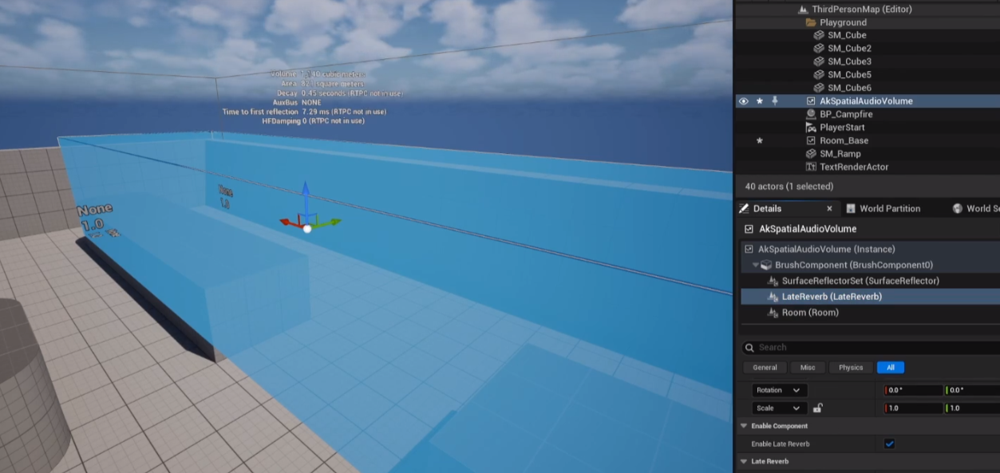 ThirdPersonMap (Editor)
Playground
SM_Cube
SM_Cube2
SM_Cube3
SM_Cube5
SM_Cube6
AkSpatialAudioVolume
BP_Campfire
PlayerStart
Room_Base
SM_Ramp
TextRenderActor
40 actors (1 selected)
Details
World Partition
World
AkSpatialAudioVolume
AkSpatialAudioVolume (Instance)
BrushComponent (BrushComponent0)
SurfaceReflectorSet (SurfaceReflector)
LateReverb (LateReverb)
Room (Room)
Search
General Misc Physics All
Rotation 0.0° 0.0°
Scale 1.0 1.0
Enable Component
Enable Late Reverb
Late Reverb
Volume cubic meters
Area square meters
Decay 0.45 seconds (RTPC not in use)
AuxBus NONE
Time to first reflection 7.29 ms (RTPC not in use)
HFDamping 0 (RTPC not in use)
None
1.0
None
1.0